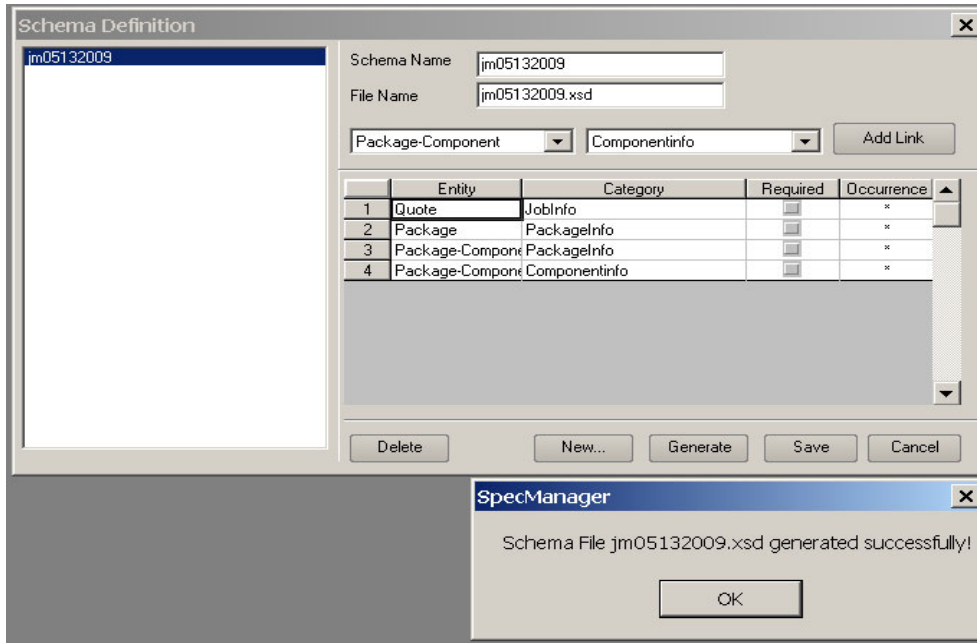 Schema Definition
jm05132009
Schema Name jm05132009
File Name jm05132009.xsd
Package-Component Componentinfo Add Link
Entity Category Required Occurrence
1 Quote JobInfo *
2 Package PackageInfo *
3 Package-Compone PackageInfo *
4 Package-Compone Componentinfo *
Delete New... Generate Save Cancel
SpecManager
Schema File jm05132009.xsd generated successfully!
OK